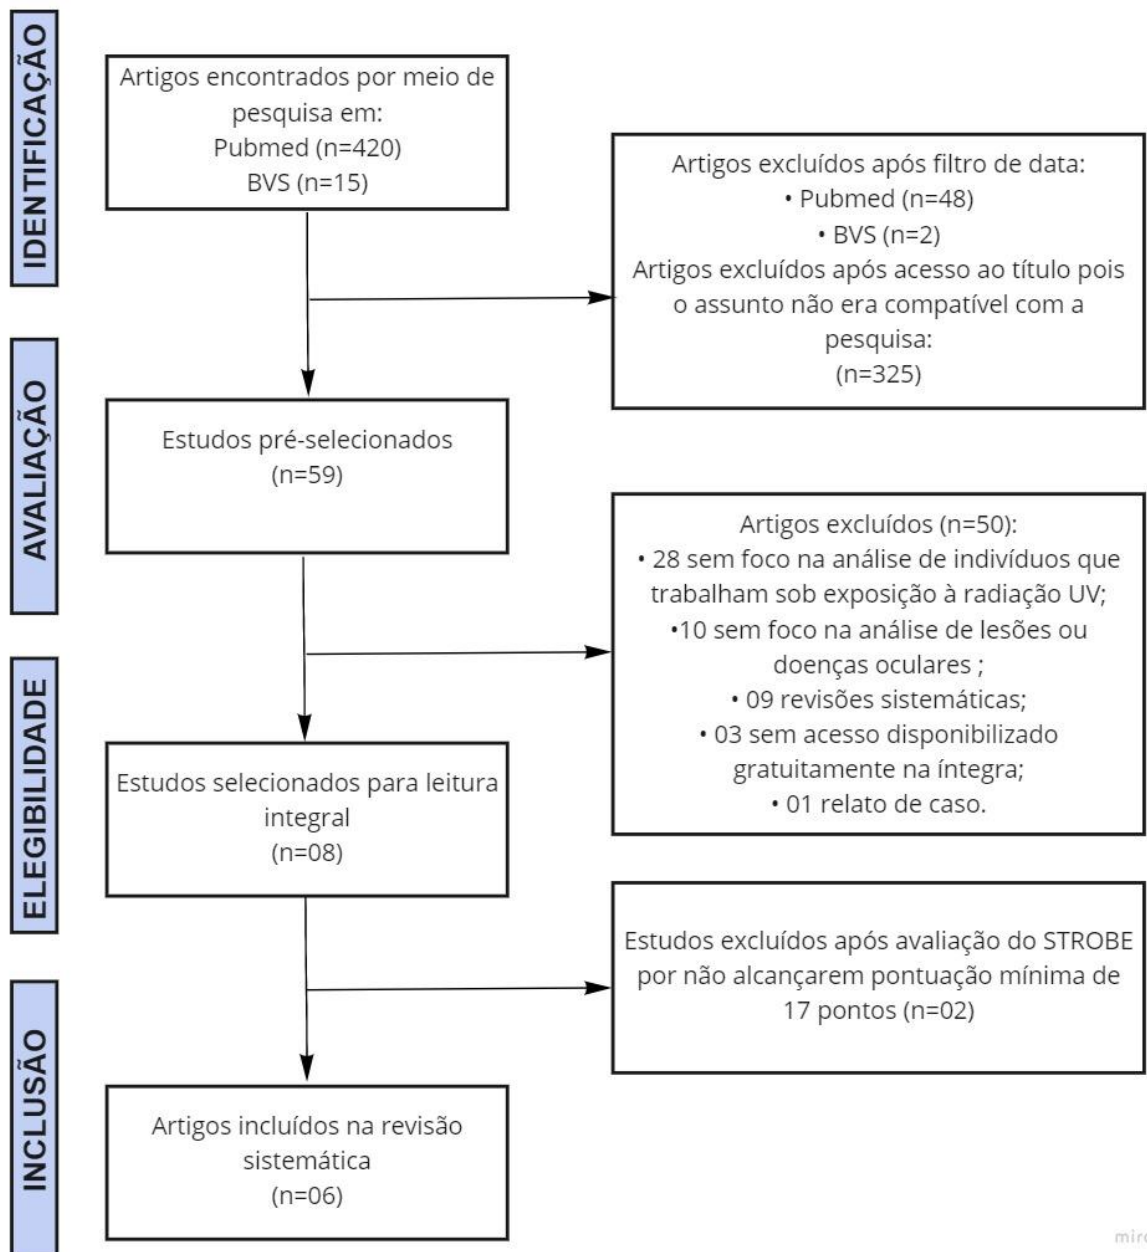 IDENTIFICAÇÃO
Artigos encontrados por meio de
pesquisa em:
Pubmed (n=420)
BVS (n=15)
Artigos excluídos após filtro de data:
• Pubmed (n=48)
• BVS (n=2)
Artigos excluídos após acesso ao título pois
o assunto não era compatível com a
pesquisa:
(n=325)
AVALIAÇÃO
Estudos pré-selecionados
(n=59)
Artigos excluídos (n=50):
• 28 sem foco na análise de indivíduos que
trabalham sob exposição à radiação UV;
•10 sem foco na análise de lesões ou
doenças oculares ;
• 09 revisões sistemáticas;
• 03 sem acesso disponibilizado
gratuitamente na íntegra;
• 01 relato de caso.
ELEGIBILIDADE
Estudos selecionados para leitura
integral
(n=08)
Estudos excluídos após avaliação do STROBE
por não alcançarem pontuação mínima de
17 pontos (n=02)
INCLUSÃO
Artigos incluídos na revisão
sistemática
(n=06)